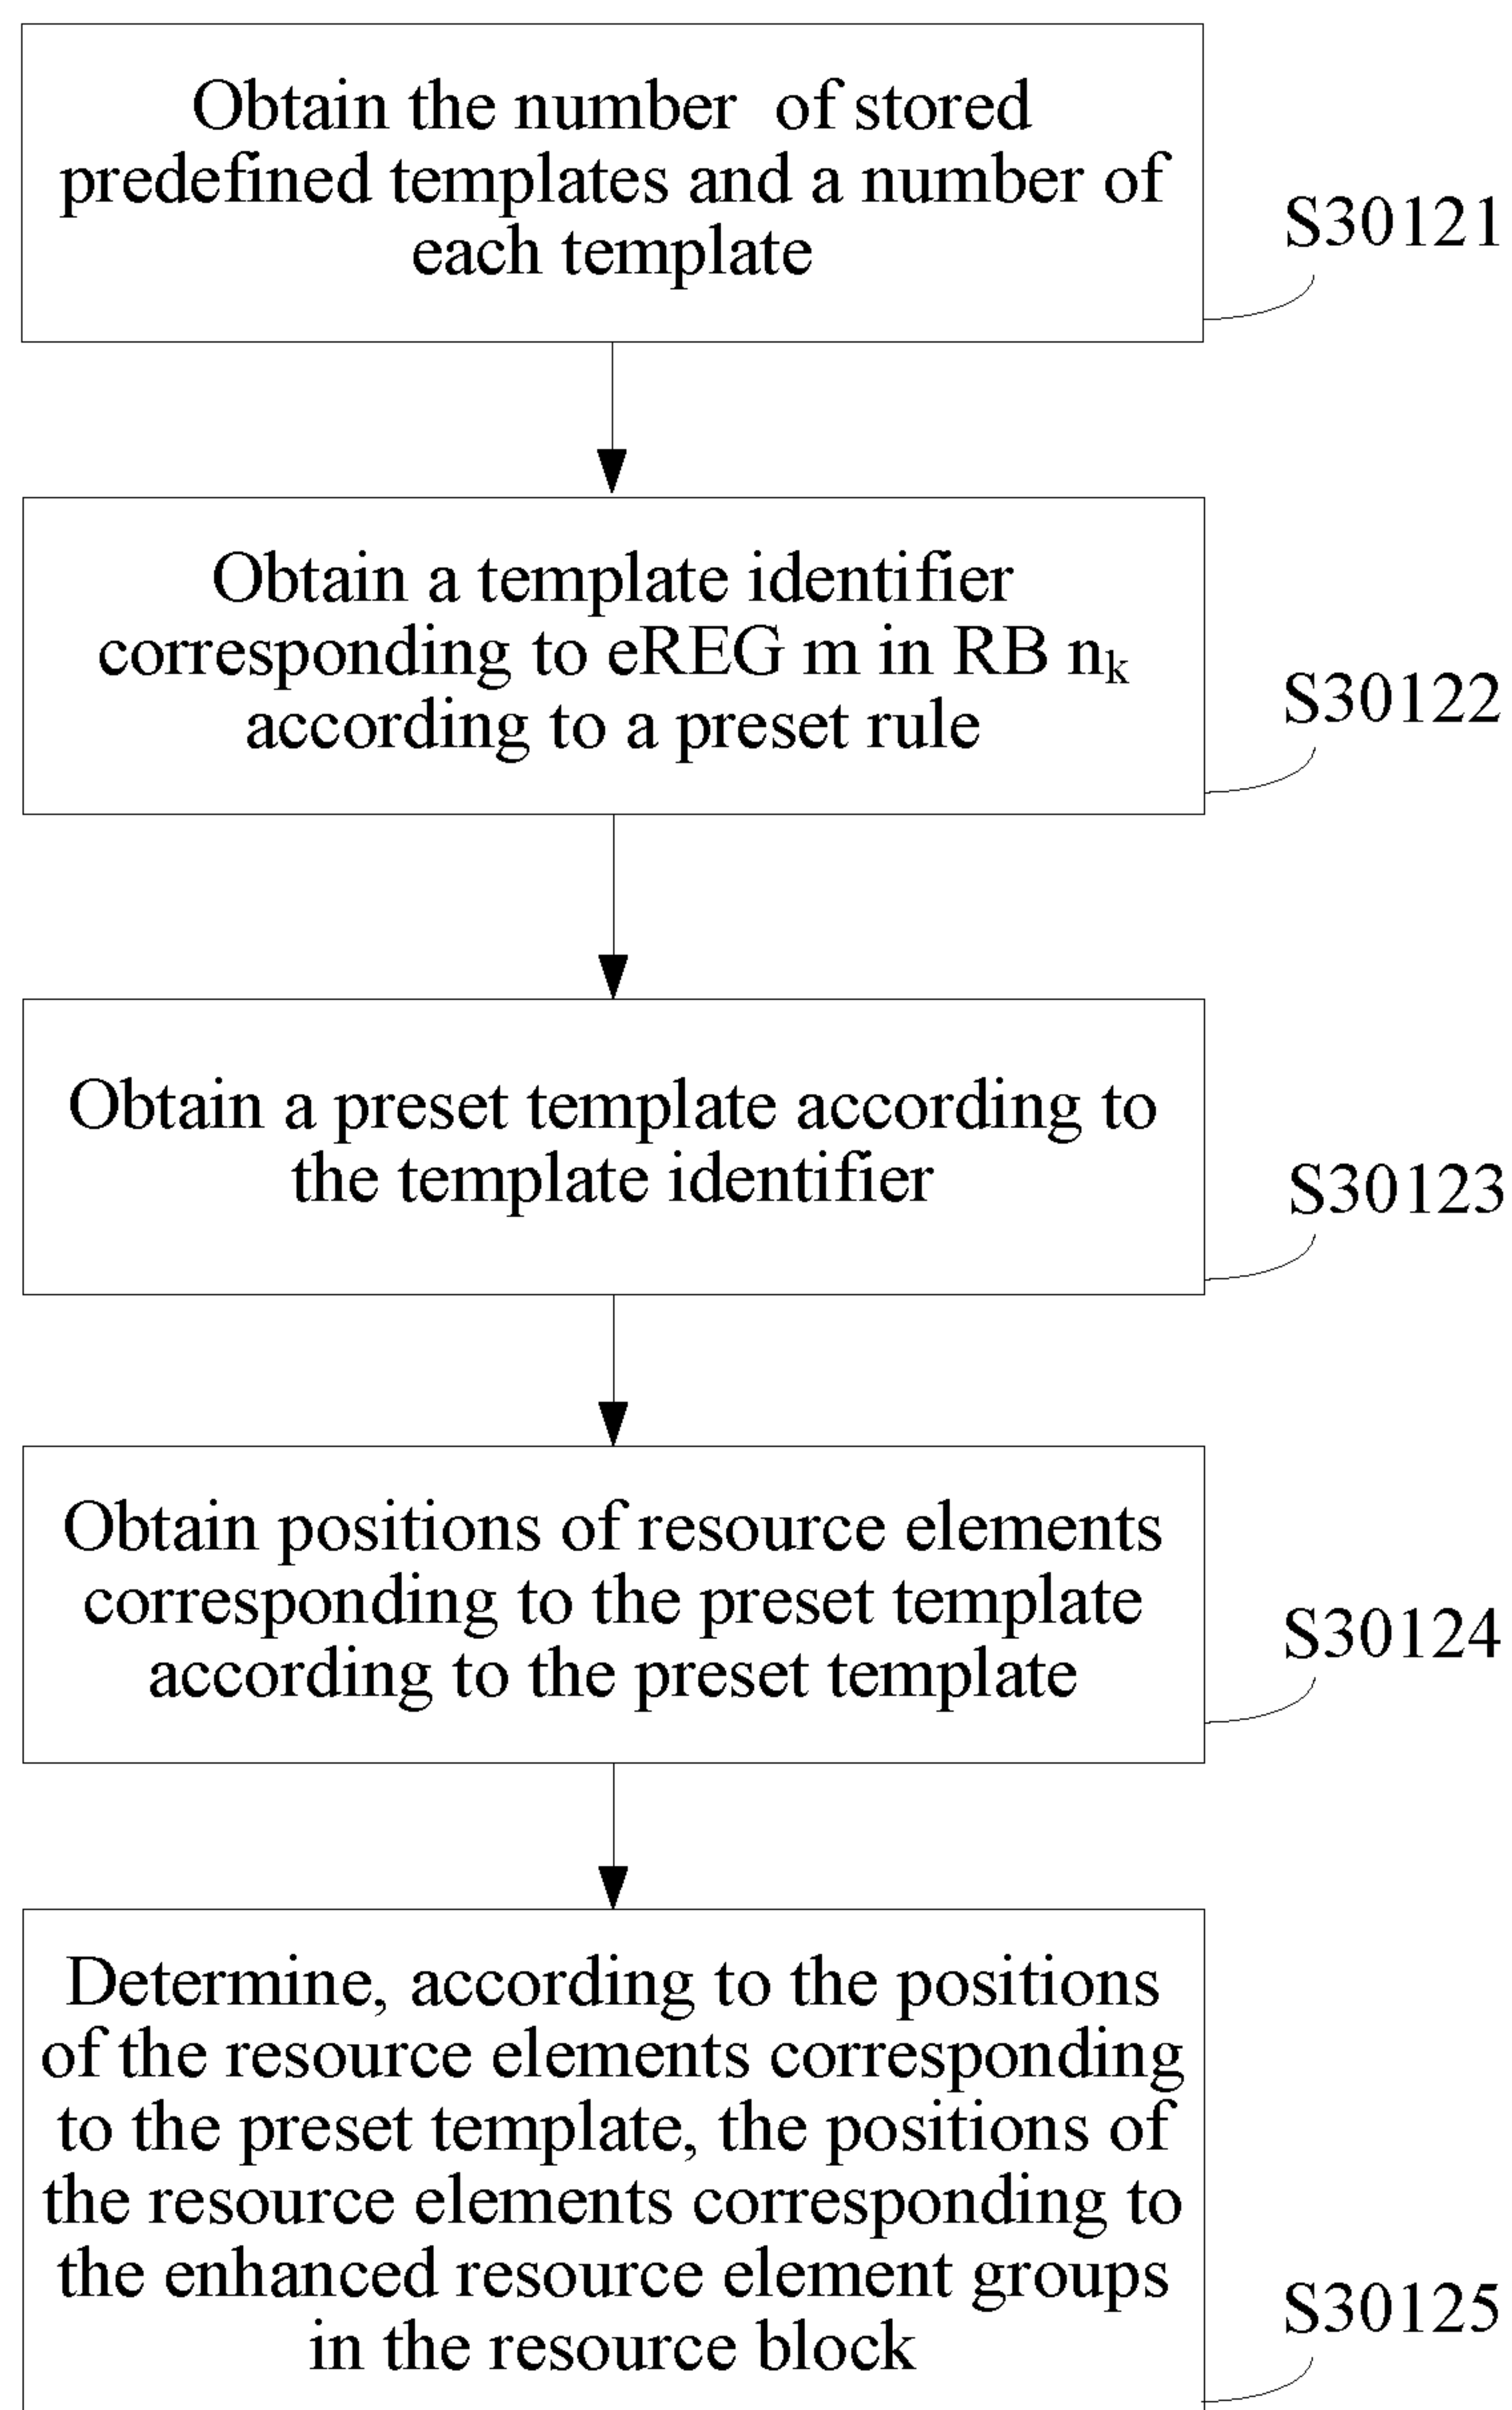 Obtain the number of stored
predefined templates and a number of
each template
S30121
Obtain a template identifier
corresponding to eREG m in RB nk
according to a preset rule
S30122
Obtain a preset template according to
the template identifier
S30123
Obtain positions of resource elements
corresponding to the preset template
according to the preset template
S30124
Determine, according to the positions
of the resource elements corresponding
to the preset template, the positions of
the resource elements corresponding to
the enhanced resource element groups
in the resource block
S30125